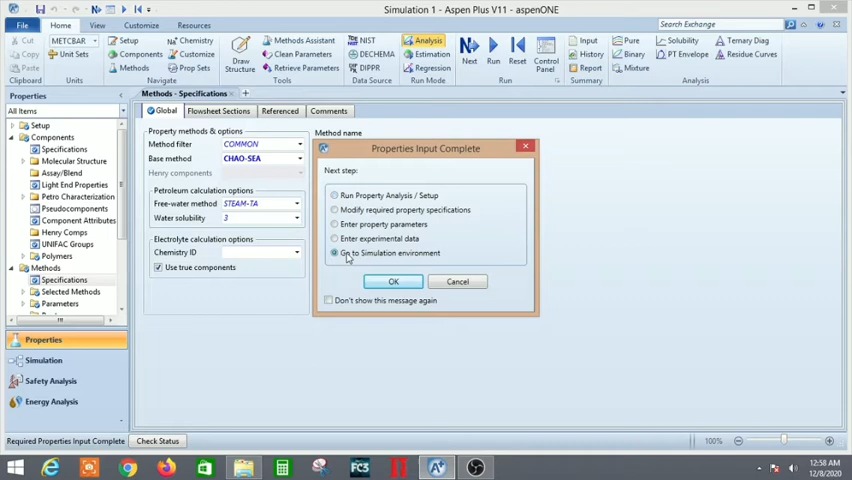 Simulation 1 - Aspen Plus V11 - aspenONE
File Home View Customize Resources Search Exchange
Cut METCBAR Setup Chemistry Methods Assistant NIST Analysis Input Pure Solubility Ternary Diag
Copy Unit Sets Components Customize Clean Parameters DECHEMA Estimation History Binary PT Envelope Residue Curves
Paste Methods Prop Sets Draw Structure Retrieve Parameters DIPPR Regression Next Run Reset Control Panel Report Mixture
Clipboard Units Navigate Tools Data Source Run Mode Run Summary Analysis
Properties
All Items
Setup
Components
Specifications
Molecular Structure
Assay/Blend
Light End Properties
Petro Characterization
Pseudocomponents
Component Attributes
Henry Comps
UNIFAC Groups
Polymers
Methods
Specifications
Selected Methods
Parameters
Properties
Simulation
Safety Analysis
Energy Analysis
Methods - Specifications
Global Flowsheet Sections Referenced Comments
Property methods & options
Method filter COMMON
Base method CHAO-SEA
Henry components
Petroleum calculation options
Free-water method STEAM-TA
Water solubility 3
Electrolyte calculation options
Chemistry ID
Use true components
Method name
Properties Input Complete
Next step:
Run Property Analysis / Setup
Modify required property specifications
Enter property parameters
Enter experimental data
Go to Simulation environment
OK Cancel
Don't show this message again
Required Properties Input Complete Check Status 100%
FC3
12:58 AM
12/8/2020